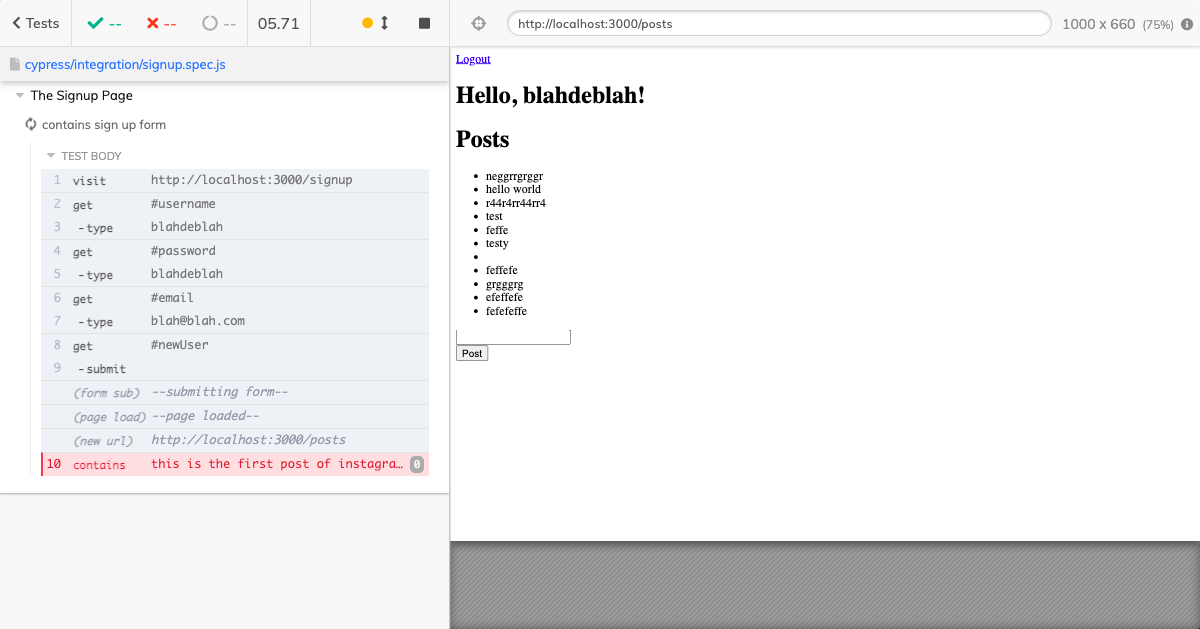 Tests -- -- -- 05.71
http://localhost:3000/posts 1000 x 660 (75%)
cypress/integration/signup.spec.js
The Signup Page
contains sign up form
TEST BODY
1 visit http://localhost:3000/signup
2 get #username
3 -type blahdeblah
4 get #password
5 -type blahdeblah
6 get #email
7 -type blah@blah.com
8 get #newUser
9 -submit
(form sub) --submitting form--
(page load) --page loaded--
(new url) http://localhost:3000/posts
10 contains this is the first post of instagra… 0
Logout
Hello, blahdeblah!
Posts
neggrrgrggr
hello world
r44r4rr44rr4
test
feffe
testy
feffefe
grgggrg
efeffefe
fefefeffe
Post